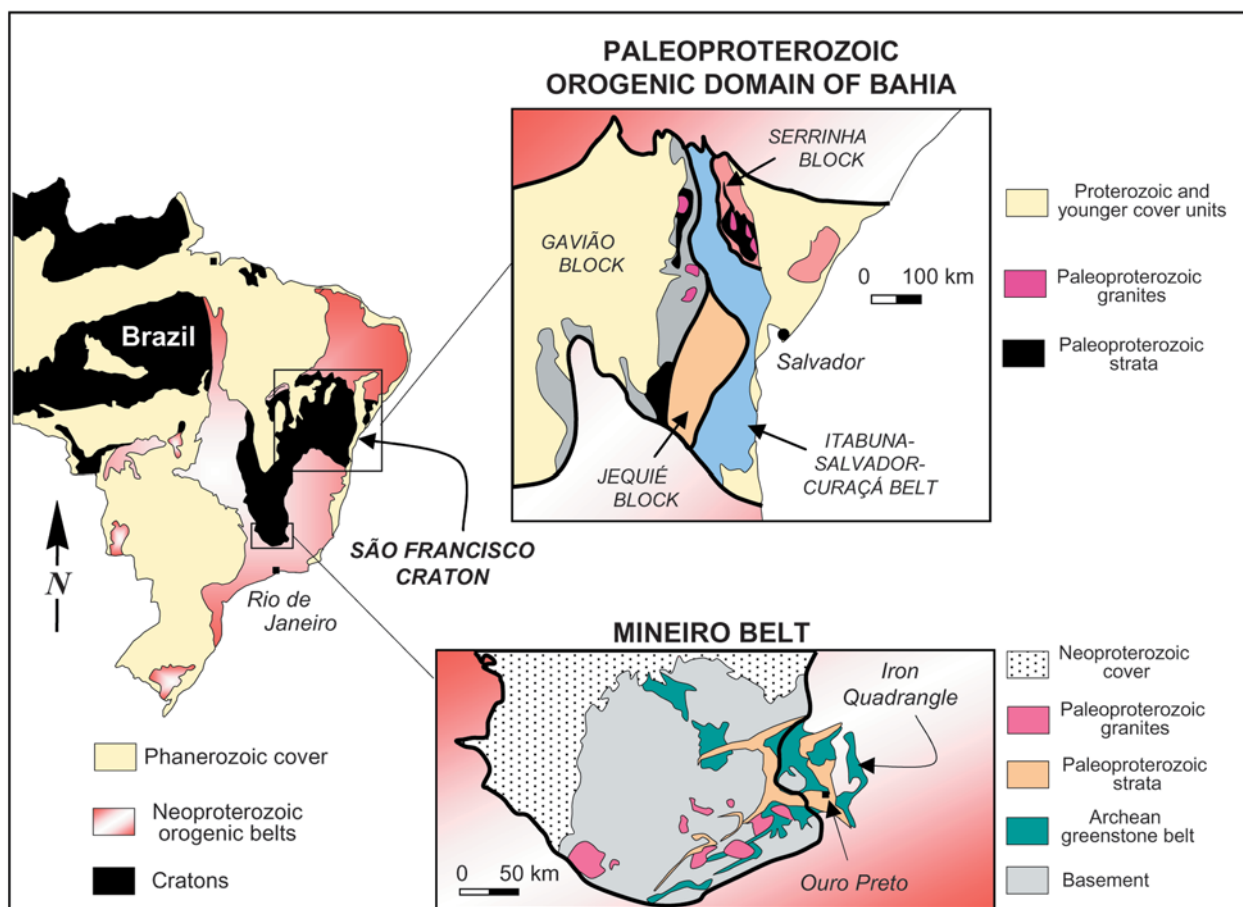 PALEOPROTEROZOIC
OROGENIC DOMAIN OF BAHIA
SERRINHA
BLOCK
GAVIÃO
BLOCK
0 100 km
Salvador
JEQUIÉ
BLOCK
ITABUNA-
SALVADOR-
CURAÇÁ BELT
Proterozoic and
younger cover units
Paleoproterozoic
granites
Paleoproterozoic
strata
Brazil
N
SÃO FRANCISCO
CRATON
Rio de
Janeiro
Phanerozoic cover
Neoproterozoic
orogenic belts
Cratons
MINEIRO BELT
Iron
Quadrangle
0 50 km
Ouro Preto
Neoproterozoic
cover
Paleoproterozoic
granites
Paleoproterozoic
strata
Archean
greenstone belt
Basement